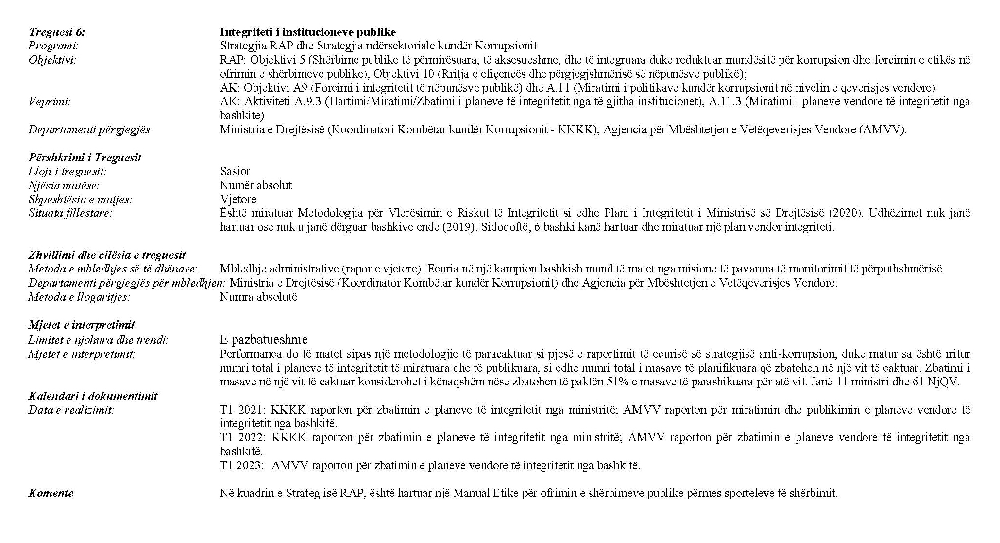 Treguesi 6: Integriteti i institucioneve publike
Programi: Strategjia RAP dhe Strategjia ndërsektoriale kundër Korrupsionit
Objektivi: RAP: Objektivi 5 (Shërbime publike të përmirësuara, të aksesueshme, dhe të integruara duke reduktuar mundësitë për korrupsion dhe forcimin e etikës në
ofrimin e shërbimeve publike), Objektivi 10 (Rritja e efiçencës dhe përgjegjshmërisë së nëpunësve publikë);
AK: Objektivi A9 (Forcimi i integritetit të nëpunësve publikë) dhe A.11 (Miratimi i politikave kundër korrupsionit në nivelin e qeverisjes vendore)
Veprimi: AK: Aktiviteti A.9.3 (Hartimi/Miratimi/Zbatimi i planeve të integritetit nga të gjitha institucionet), A.11.3 (Miratimi i planeve vendore të integritetit nga
bashkitë)
Departamenti përgjegjës Ministria e Drejtësisë (Koordinatori Kombëtar kundër Korrupsionit - KKKK), Agjencia për Mbështetjen e Vetëqeverisjes Vendore (AMVV).
Përshkrimi i Treguesit
Lloji i treguesit: Sasior
Njësia matëse: Numër absolut
Shpeshtësia e matjes: Vjetore
Situata fillestare: Është miratuar Metodologjia për Vlerësimin e Riskut të Integritetit si edhe Plani i Integritetit i Ministrisë së Drejtësisë (2020). Udhëzimet nuk janë
hartuar ose nuk u janë dërguar bashkive ende (2019). Sidoqoftë, 6 bashki kanë hartuar dhe miratuar një plan vendor integriteti.
Zhvillimi dhe cilësia e treguesit
Metoda e mbledhjes së të dhënave: Mbledhje administrative (raporte vjetore). Ecuria në një kampion bashkish mund të matet nga misione të pavarura të monitorimit të përputhshmërisë.
Departamenti përgjegjës për mbledhjen: Ministria e Drejtësisë (Koordinator Kombëtar kundër Korrupsionit) dhe Agjencia për Mbështetjen e Vetëqeverisjes Vendore.
Metoda e llogaritjes: Numra absolutë
Mjetet e interpretimit
Limitet e njohura dhe trendi: E pazbatueshme
Mjetet e interpretimit: Performanca do të matet sipas një metodologjie të paracaktuar si pjesë e raportimit të ecurisë së strategjisë anti-korrupsion, duke matur sa është rritur
numri total i planeve të integritetit të miratuara dhe të publikuara, si edhe numri total i masave të planifikuara që zbatohen në një vit të caktuar. Zbatimi i
masave në një vit të caktuar konsiderohet i kënaqshëm nëse zbatohen të paktën 51% e masave të parashikuara për atë vit. Janë 11 ministri dhe 61 NjQV.
Kalendari i dokumentimit
Data e realizimit: T1 2021: KKKK raporton për zbatimin e planeve të integritetit nga ministritë; AMVV raporton për miratimin dhe publikimin e planeve vendore të
integritetit nga bashkitë.
T1 2022: KKKK raporton për zbatimin e planeve të integritetit nga ministritë; AMVV raporton për zbatimin e planeve vendore të integritetit nga
bashkitë.
T1 2023: AMVV raporton për zbatimin e planeve vendore të integritetit nga bashkitë.
Komente Në kuadrin e Strategjisë RAP, është hartuar një Manual Etike për ofrimin e shërbimeve publike përmes sporteleve të shërbimit.